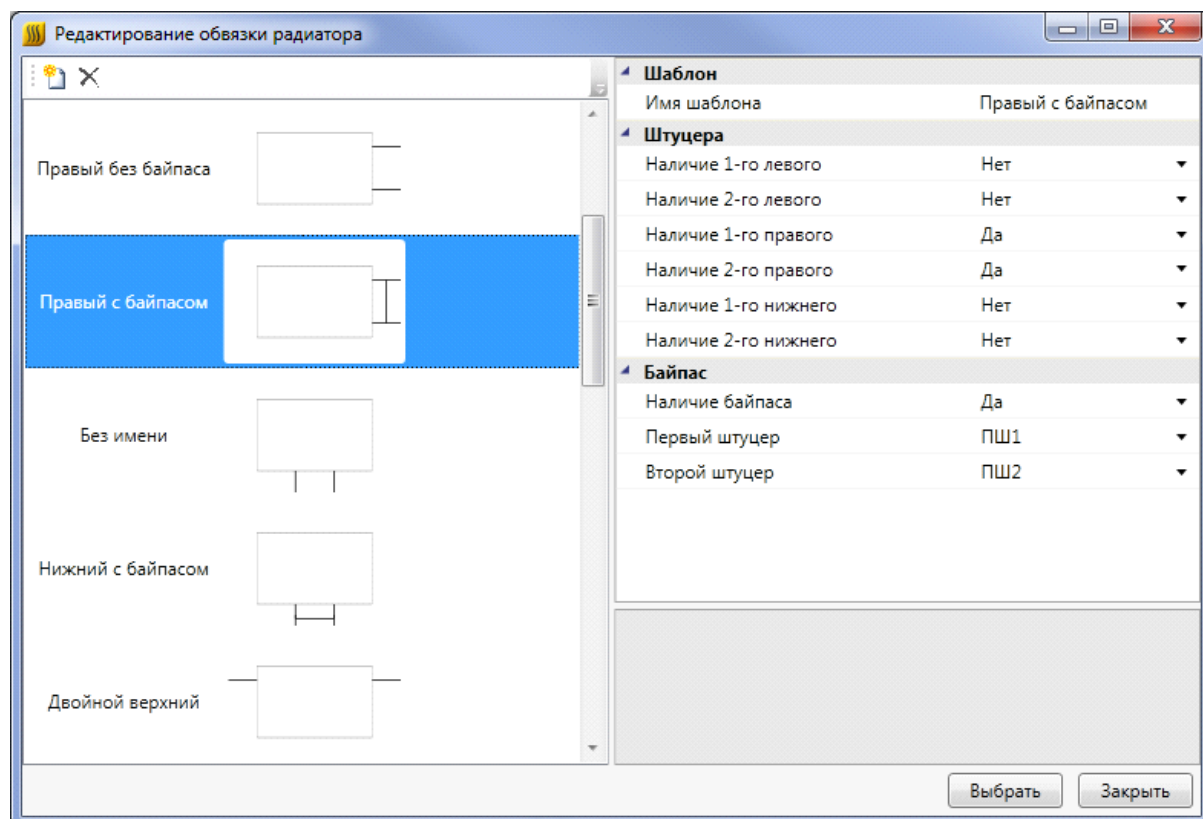 Редактирование обвязки радиатора
Правый без байпаса
Правый с байпасом
Без имени
Нижний с байпасом
Двойной верхний
Шаблон
Имя шаблона Правый с байпасом
Штуцера
Наличие 1-го левого Нет
Наличие 2-го левого Нет
Наличие 1-го правого Да
Наличие 2-го правого Да
Наличие 1-го нижнего Нет
Наличие 2-го нижнего Нет
Байпас
Наличие байпаса Да
Первый штуцер ПШ1
Второй штуцер ПШ2
Выбрать Закрыть